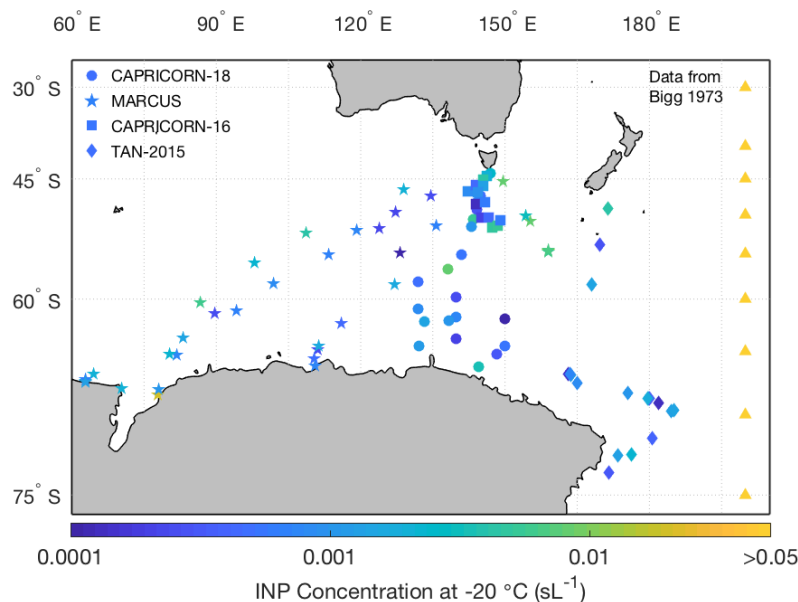 60° E 90° E 120° E 150° E 180° E
CAPRICORN-18
MARCUS
CAPRICORN-16
TAN-2015
Data from
Bigg 1973
30° S
45° S
60° S
75° S
0.0001 0.001 0.01 >0.05
INP Concentration at -20 °C (sL⁻¹)